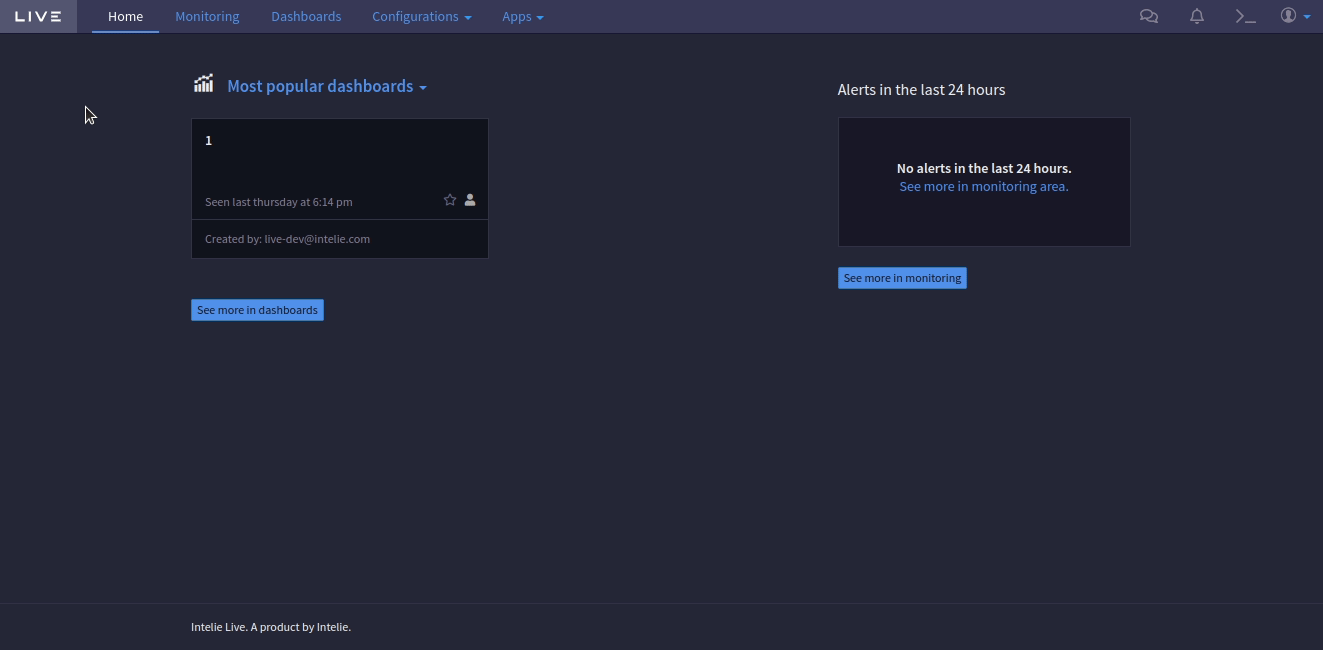 LIVE Home Monitoring Dashboards Configurations Apps
Most popular dashboards
1
Seen last thursday at 6:14 pm
Created by: live-dev@intelie.com
See more in dashboards
Alerts in the last 24 hours
No alerts in the last 24 hours.
See more in monitoring area.
See more in monitoring
Intelie Live. A product by Intelie.